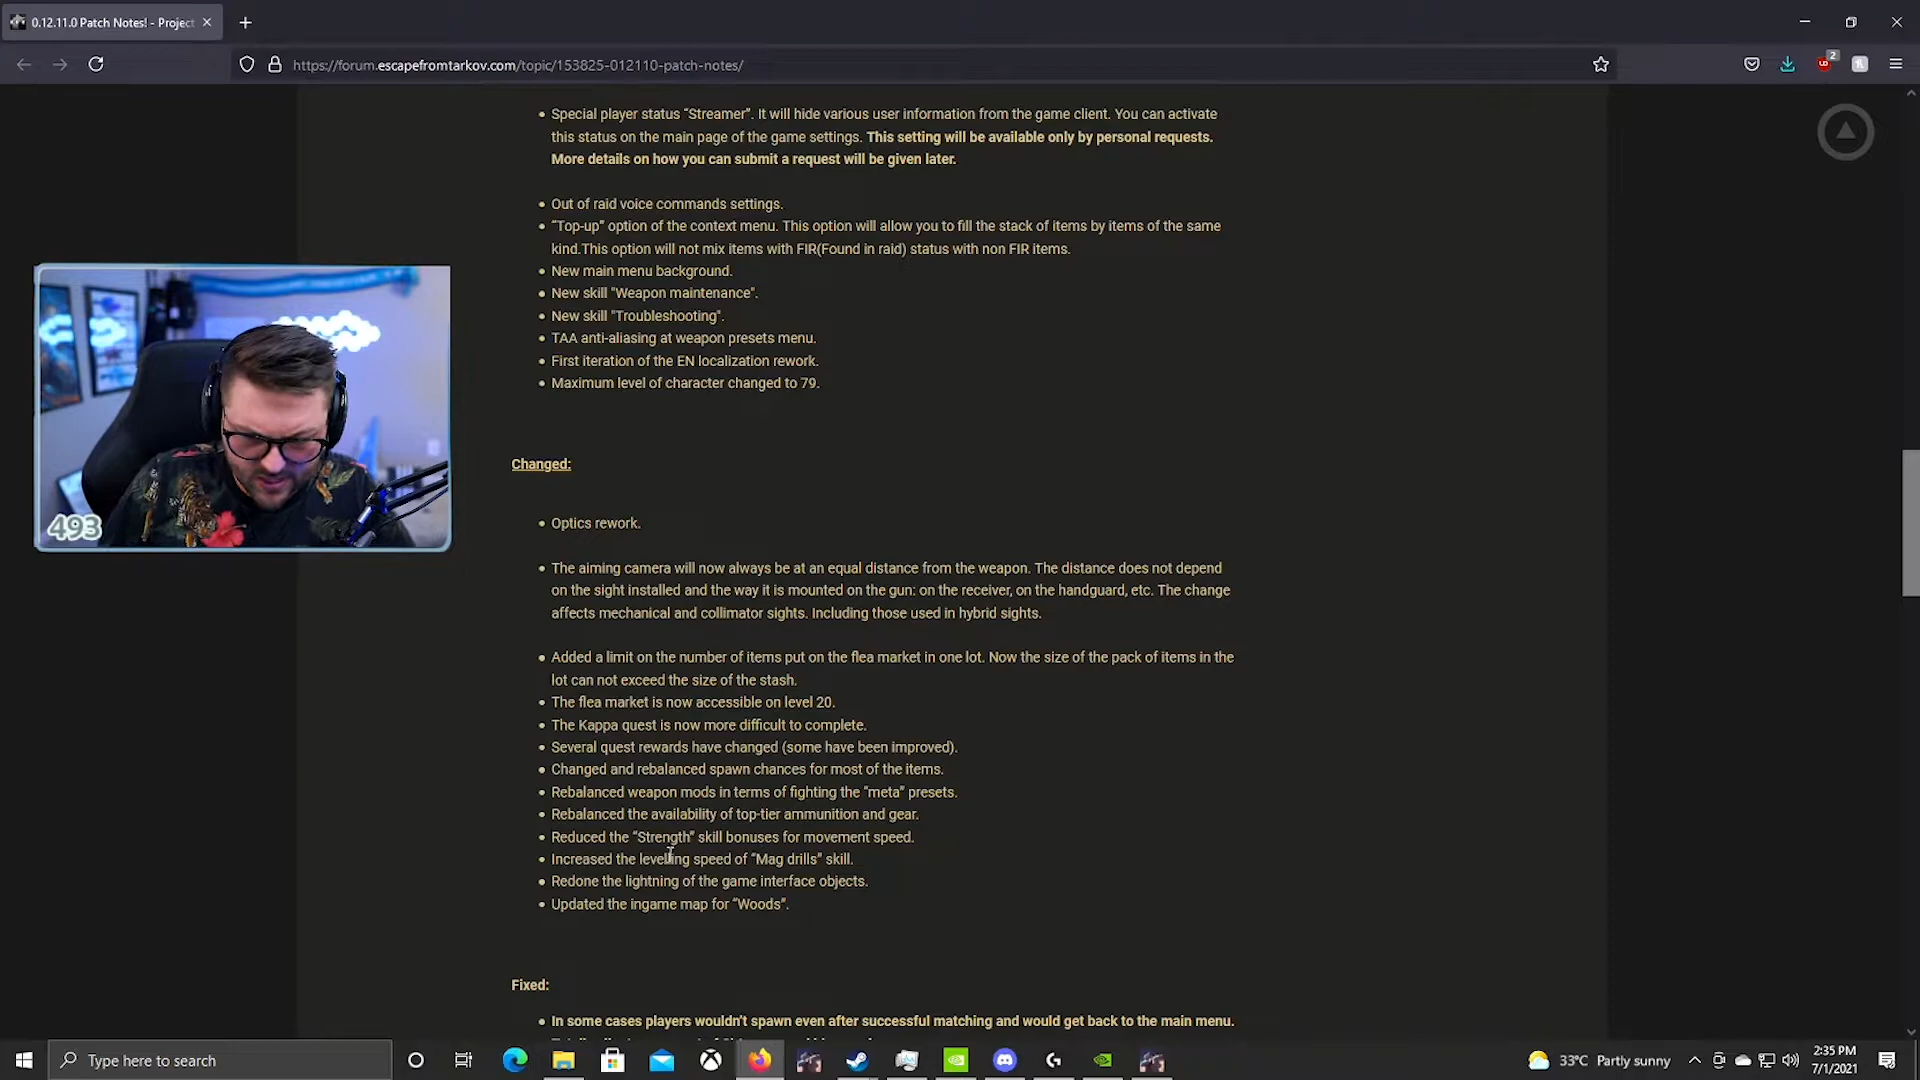 0.12.11.0 Patch Notes! - Project
https://forum.escapefromtarkov.com/topic/153825-012110-patch-notes/
2
Special player status “Streamer”. It will hide various user information from the game client. You can activate
this status on the main page of the game settings. This setting will be available only by personal requests.
More details on how you can submit a request will be given later.
Out of raid voice commands settings.
“Top-up” option of the context menu. This option will allow you to fill the stack of items by items of the same
kind.This option will not mix items with FIR(Found in raid) status with non FIR items.
New main menu background.
New skill "Weapon maintenance".
New skill "Troubleshooting".
TAA anti-aliasing at weapon presets menu.
First iteration of the EN localization rework.
Maximum level of character changed to 79.
493
Changed:
Optics rework.
The aiming camera will now always be at an equal distance from the weapon. The distance does not depend
on the sight installed and the way it is mounted on the gun: on the receiver, on the handguard, etc. The change
affects mechanical and collimator sights. Including those used in hybrid sights.
Added a limit on the number of items put on the flea market in one lot. Now the size of the pack of items in the
lot can not exceed the size of the stash.
The flea market is now accessible on level 20.
The Kappa quest is now more difficult to complete.
Several quest rewards have changed (some have been improved).
Changed and rebalanced spawn chances for most of the items.
Rebalanced weapon mods in terms of fighting the “meta” presets.
Rebalanced the availability of top-tier ammunition and gear.
Reduced the “Strength” skill bonuses for movement speed.
Increased the levelling speed of “Mag drills” skill.
Redone the lightning of the game interface objects.
Updated the ingame map for “Woods”.
Fixed:
In some cases players wouldn’t spawn even after successful matching and would get back to the main menu.
Type here to search
33°C Partly sunny
2:35 PM
7/1/2021